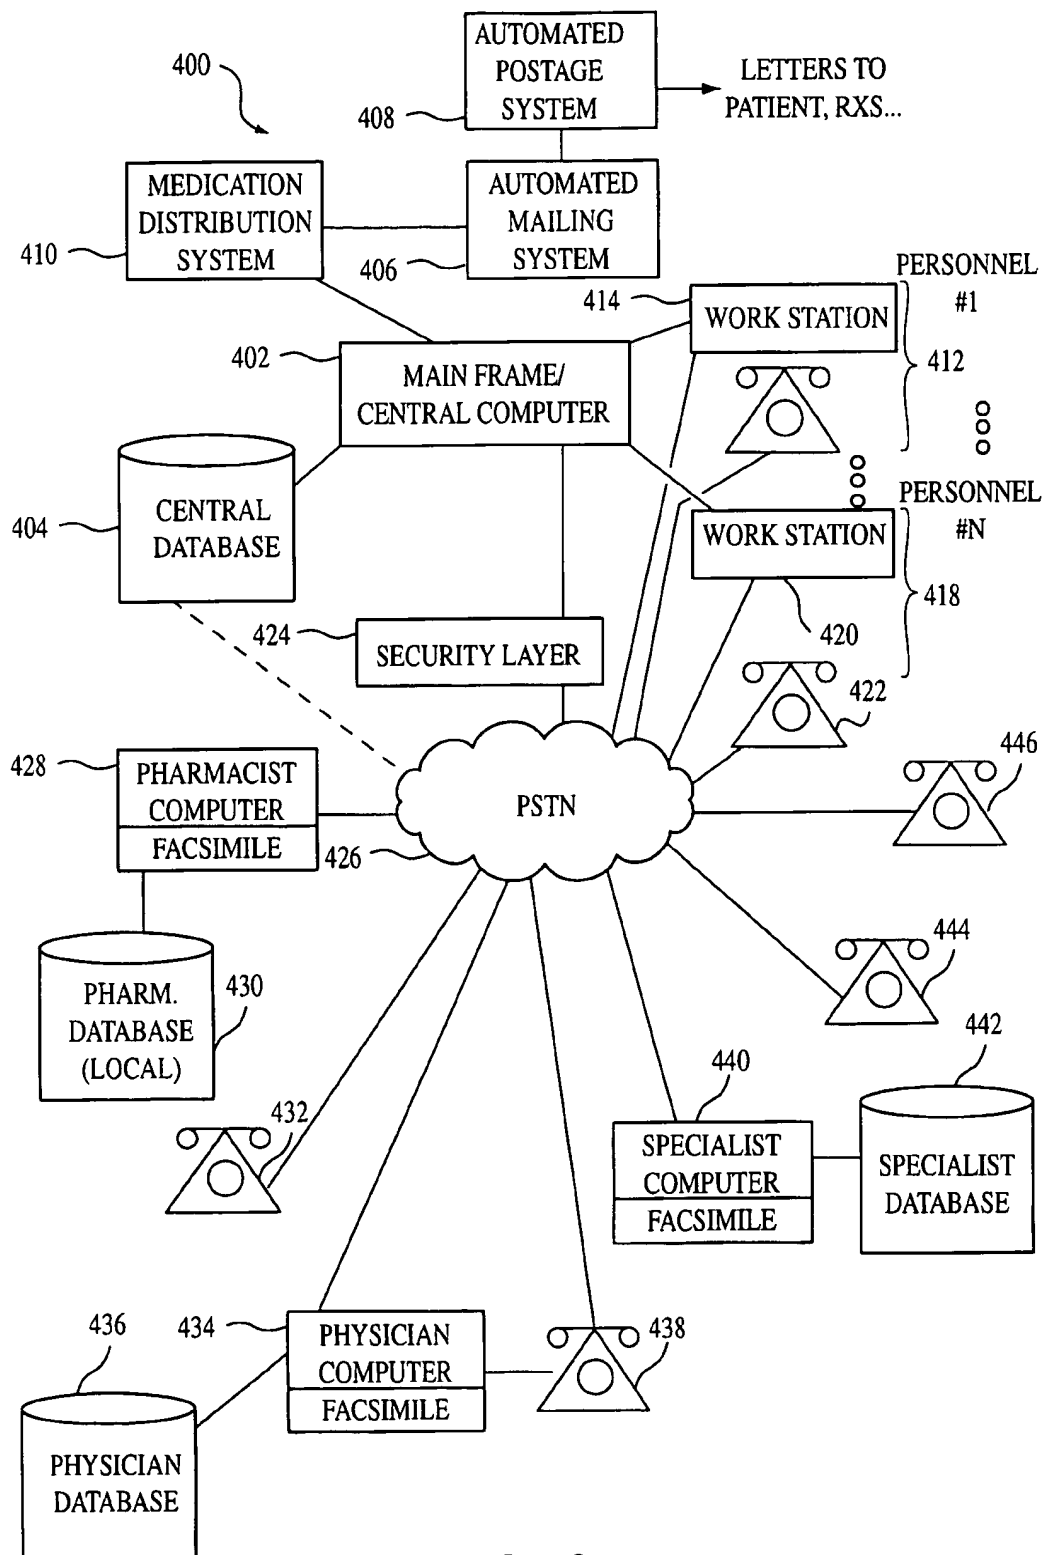 AUTOMATED
POSTAGE
SYSTEM
400
408
LETTERS TO
PATIENT, RXS...
MEDICATION
DISTRIBUTION
SYSTEM
410
AUTOMATED
MAILING
SYSTEM
406
PERSONNEL
#1
414
WORK STATION
412
402
MAIN FRAME/
CENTRAL COMPUTER
404
CENTRAL
DATABASE
PERSONNEL
#N
WORK STATION
418
420
424
SECURITY LAYER
422
446
428
PHARMACIST
COMPUTER
FACSIMILE
PSTN
426
444
430
PHARM.
DATABASE
(LOCAL)
442
440
432
SPECIALIST
COMPUTER
FACSIMILE
SPECIALIST
DATABASE
436
434
PHYSICIAN
COMPUTER
FACSIMILE
438
PHYSICIAN
DATABASE